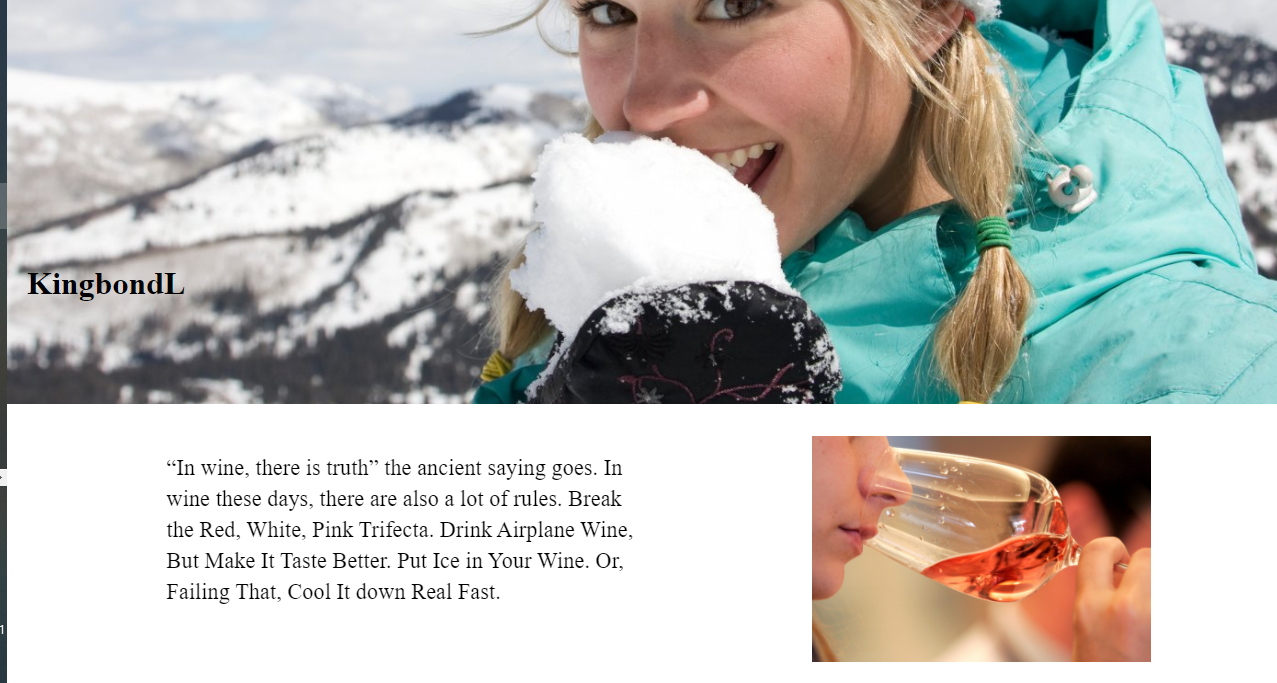 KingbondL
“In wine, there is truth” the ancient saying goes. In
wine these days, there are also a lot of rules. Break
the Red, White, Pink Trifecta. Drink Airplane Wine,
But Make It Taste Better. Put Ice in Your Wine. Or,
Failing That, Cool It down Real Fast.
1